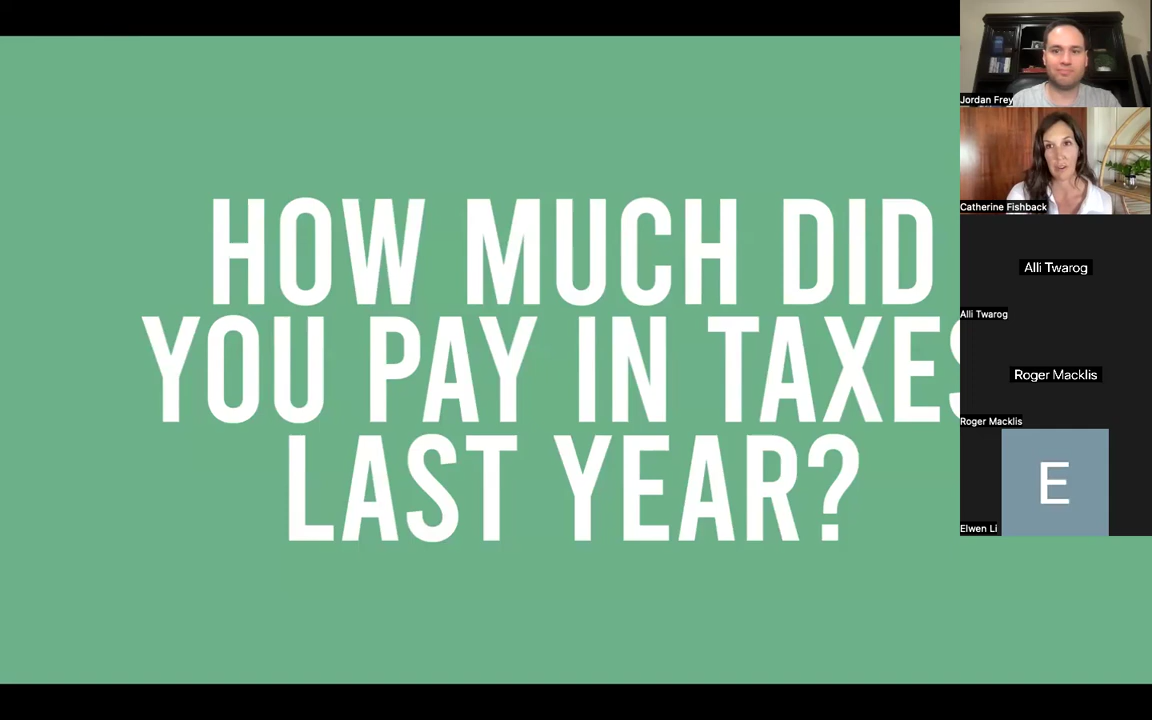 HOW MUCH DID
YOU PAY IN TAXES
LAST YEAR?
Jordan Frey
Catherine Fishback
Alli Twarog
Alli Twarog
Roger Macklis
Roger Macklis
E
Elwen Li